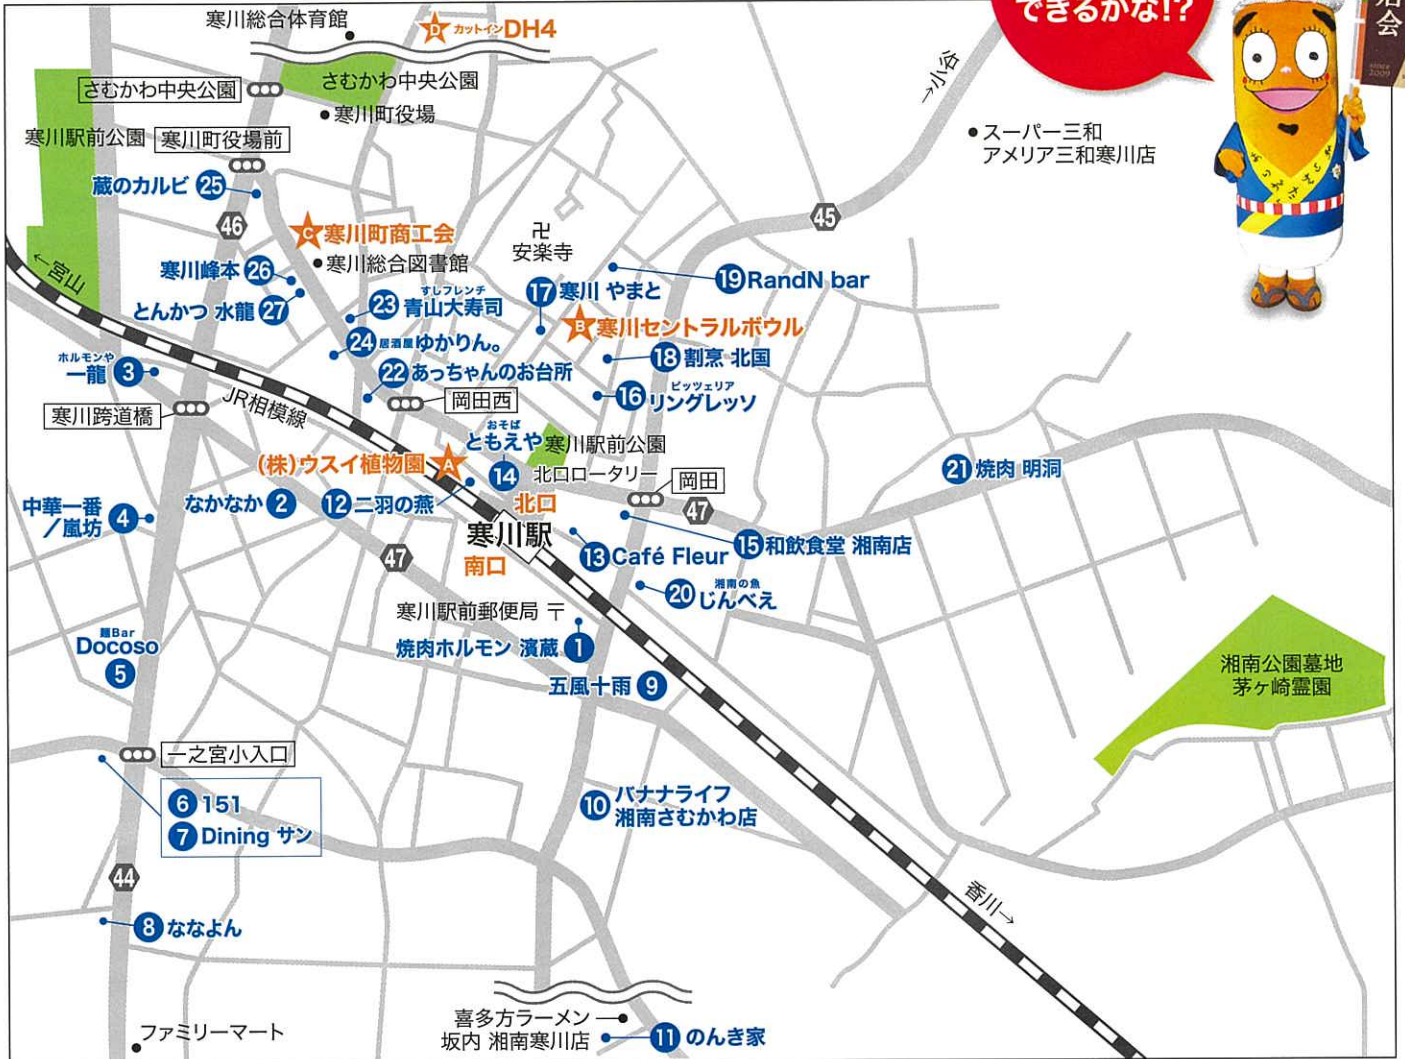 できるかな!?
SINCE
2009
寒川総合体育館
D
カットインDH4
さむかわ中央公園
さむかわ中央公園
寒川町役場
寒川駅前公園
寒川町役場前
→小谷
スーパー三和
アメリア三和寒川店
蔵のカルビ 25
46
45
C 寒川町商工会
寒川総合図書館
卍
安楽寺
←宮山
寒川峰本 26
とんかつ 水龍 27
すしフレンチ
23 青山大寿司
17 寒川 やまと
19 RandN bar
B 寒川セントラルボウル
24 居酒屋ゆかりん。
18 割烹 北国
ホルモンや
一龍 3
22 あっちゃんのお台所
ピッツェリア
16 リングレッソ
寒川跨道橋
JR相模線
岡田西
おそば
ともえや
14
寒川駅前公園
(株)ウスイ植物園 A
北口ロータリー
岡田
21 焼肉 明洞
中華一番
/嵐坊 4
なかなか 2
12 二羽の燕
北口
47
寒川駅
13 Café Fleur
15 和飲食堂 湘南店
47
南口
湘南の魚
20 じんべえ
寒川駅前郵便局 〒
焼肉ホルモン 濱蔵 1
麺Bar
Docoso
5
五風十雨 9
湘南公園墓地
茅ヶ崎霊園
一之宮小入口
6 151
7 Dining サン
10 バナナライフ
湘南さむかわ店
44
香川→
8 ななよん
喜多方ラーメン
坂内 湘南寒川店
11 のんき家
ファミリーマート